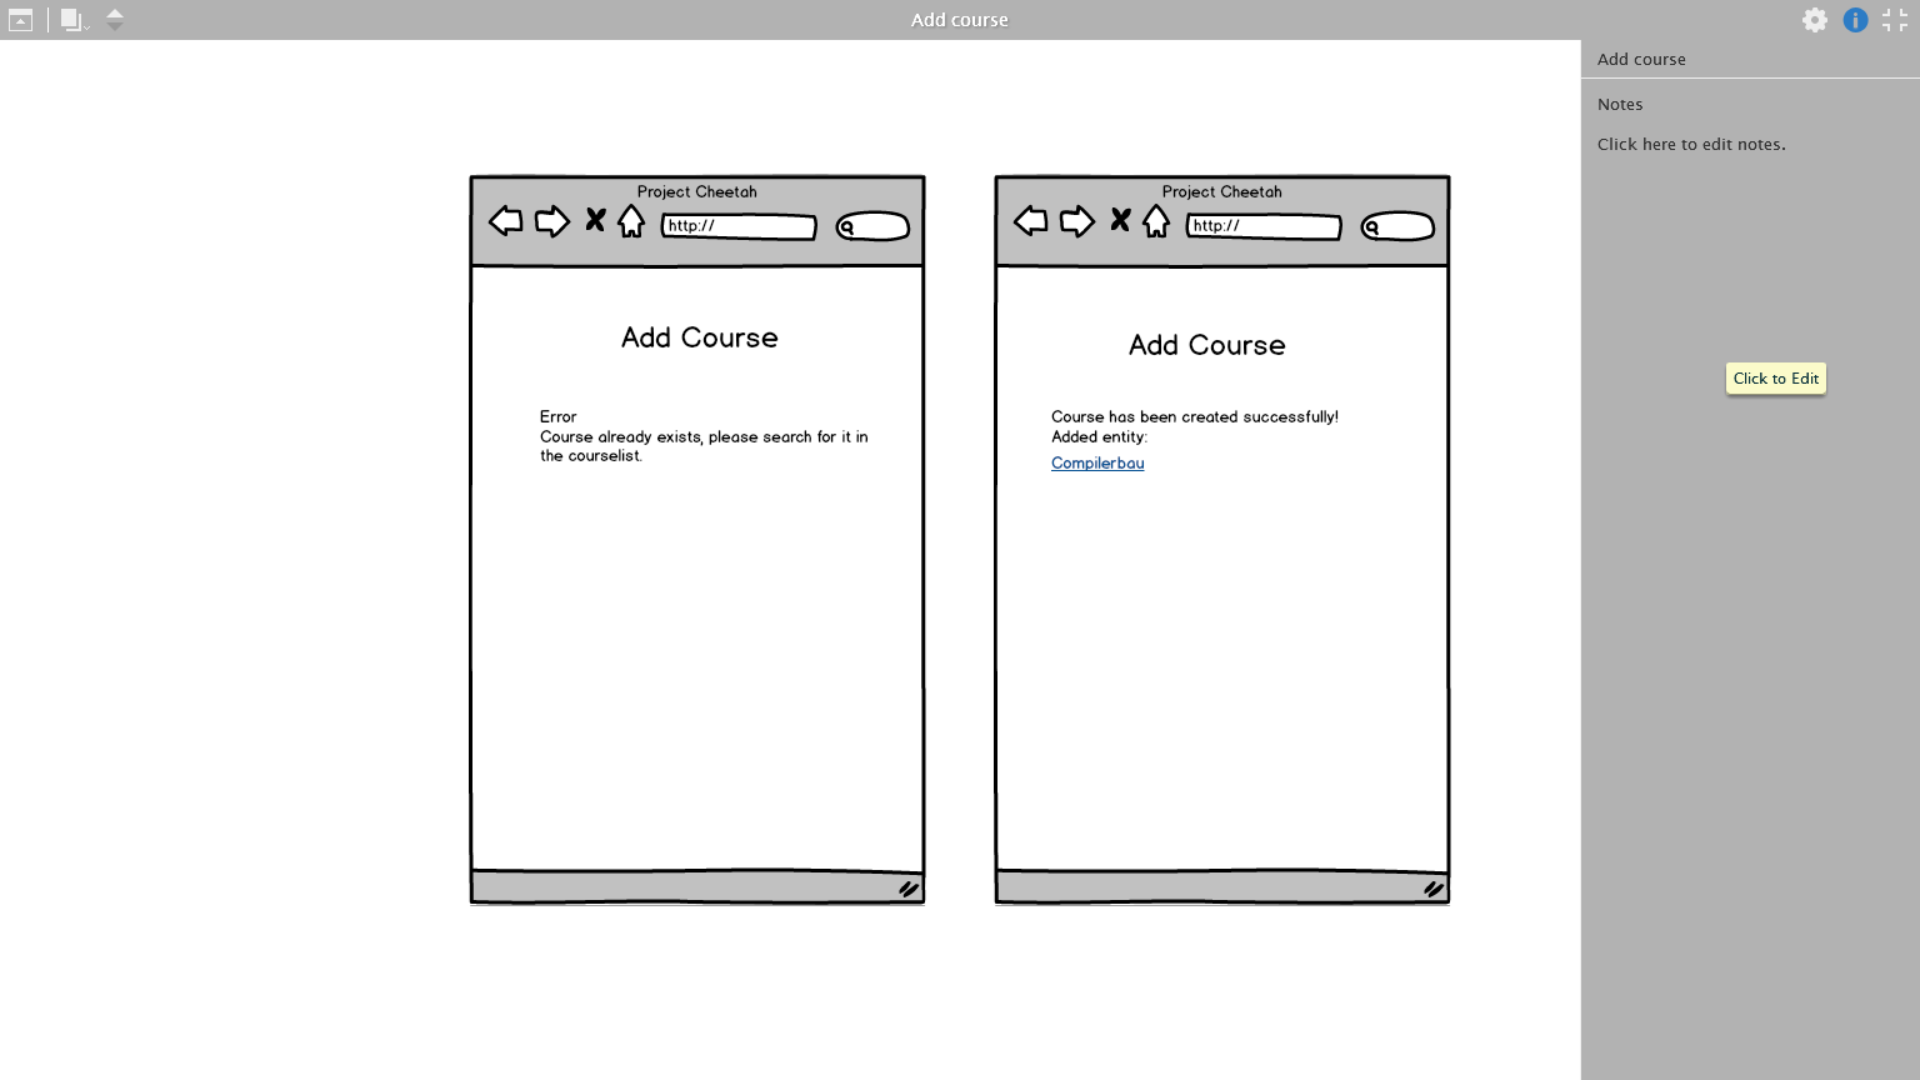 Add course
Add course
Notes
Click here to edit notes.
Click to Edit
Project Cheetah
http://
Add Course
Error
Course already exists, please search for it in
the courselist.
Project Cheetah
http://
Add Course
Course has been created successfully!
Added entity:
Compilerbau